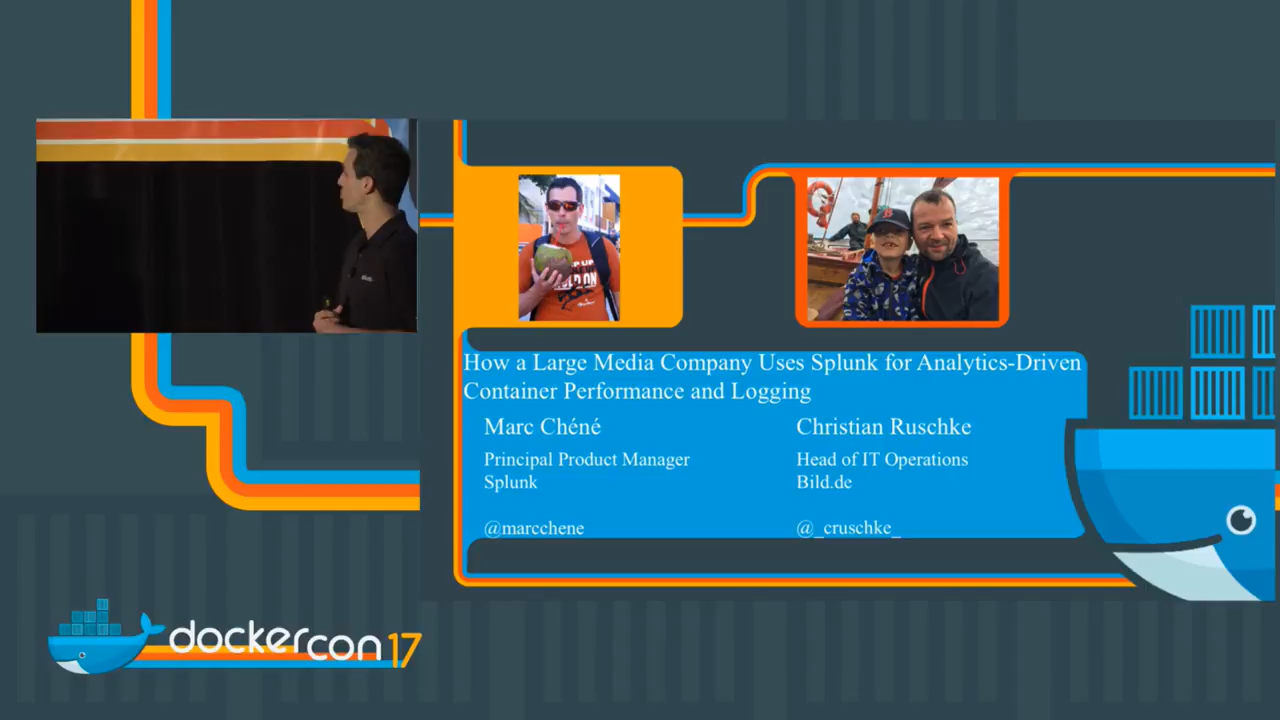 How a Large Media Company Uses Splunk for Analytics-Driven
Container Performance and Logging
Marc Chéné
Christian Ruschke
Principal Product Manager
Head of IT Operations
Splunk
Bild.de
@marcchene
@_cruschke_
dockercon17